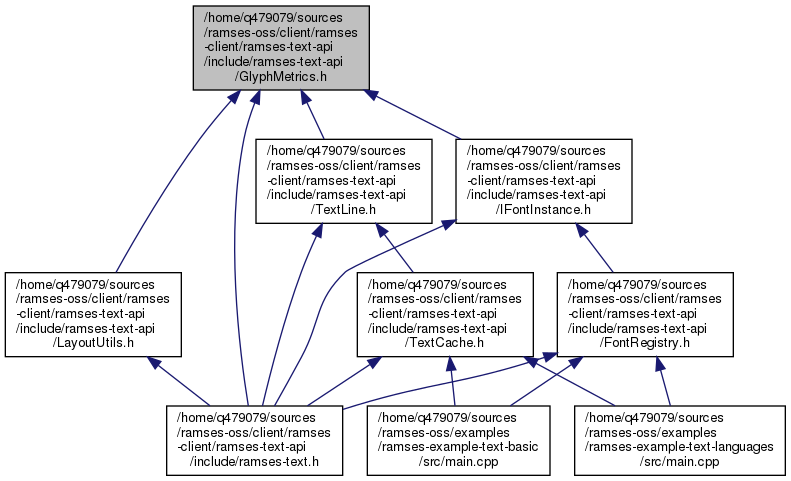 /home/q479079/sources
/ramses-oss/client/ramses
-client/ramses-text-api
/include/ramses-text-api
/GlyphMetrics.h
/home/q479079/sources
/ramses-oss/client/ramses
-client/ramses-text-api
/include/ramses-text-api
/TextLine.h
/home/q479079/sources
/ramses-oss/client/ramses
-client/ramses-text-api
/include/ramses-text-api
/IFontInstance.h
/home/q479079/sources
/ramses-oss/client/ramses
-client/ramses-text-api
/include/ramses-text-api
/LayoutUtils.h
/home/q479079/sources
/ramses-oss/client/ramses
-client/ramses-text-api
/include/ramses-text-api
/TextCache.h
/home/q479079/sources
/ramses-oss/client/ramses
-client/ramses-text-api
/include/ramses-text-api
/FontRegistry.h
/home/q479079/sources
/ramses-oss/client/ramses
-client/ramses-text-api
/include/ramses-text.h
/home/q479079/sources
/ramses-oss/examples
/ramses-example-text-basic
/src/main.cpp
/home/q479079/sources
/ramses-oss/examples
/ramses-example-text-languages
/src/main.cpp